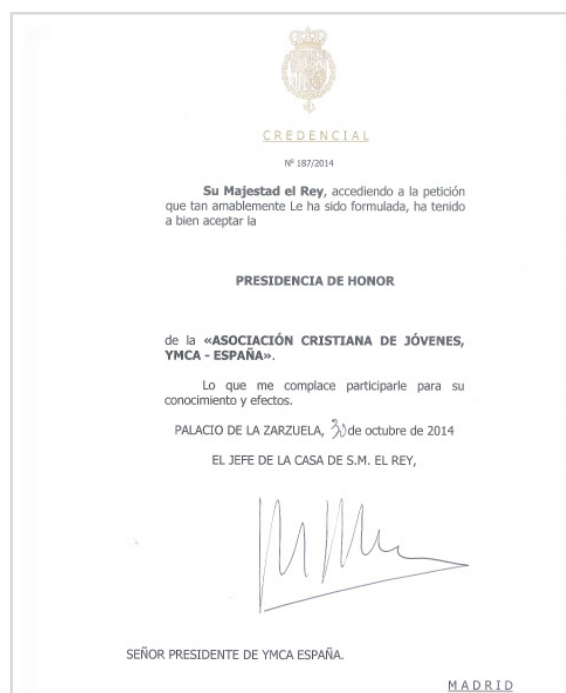 CREDENCIAL
Nº 187/2014
Su Majestad el Rey, accediendo a la petición
que tan amablemente Le ha sido formulada, ha tenido
a bien aceptar la
PRESIDENCIA DE HONOR
de la «ASOCIACIÓN CRISTIANA DE JÓVENES,
YMCA - ESPAÑA».
Lo que me complace participarle para su
conocimiento y efectos.
PALACIO DE LA ZARZUELA, 30 de octubre de 2014
EL JEFE DE LA CASA DE S.M. EL REY,
SEÑOR PRESIDENTE DE YMCA ESPAÑA.
MADRID